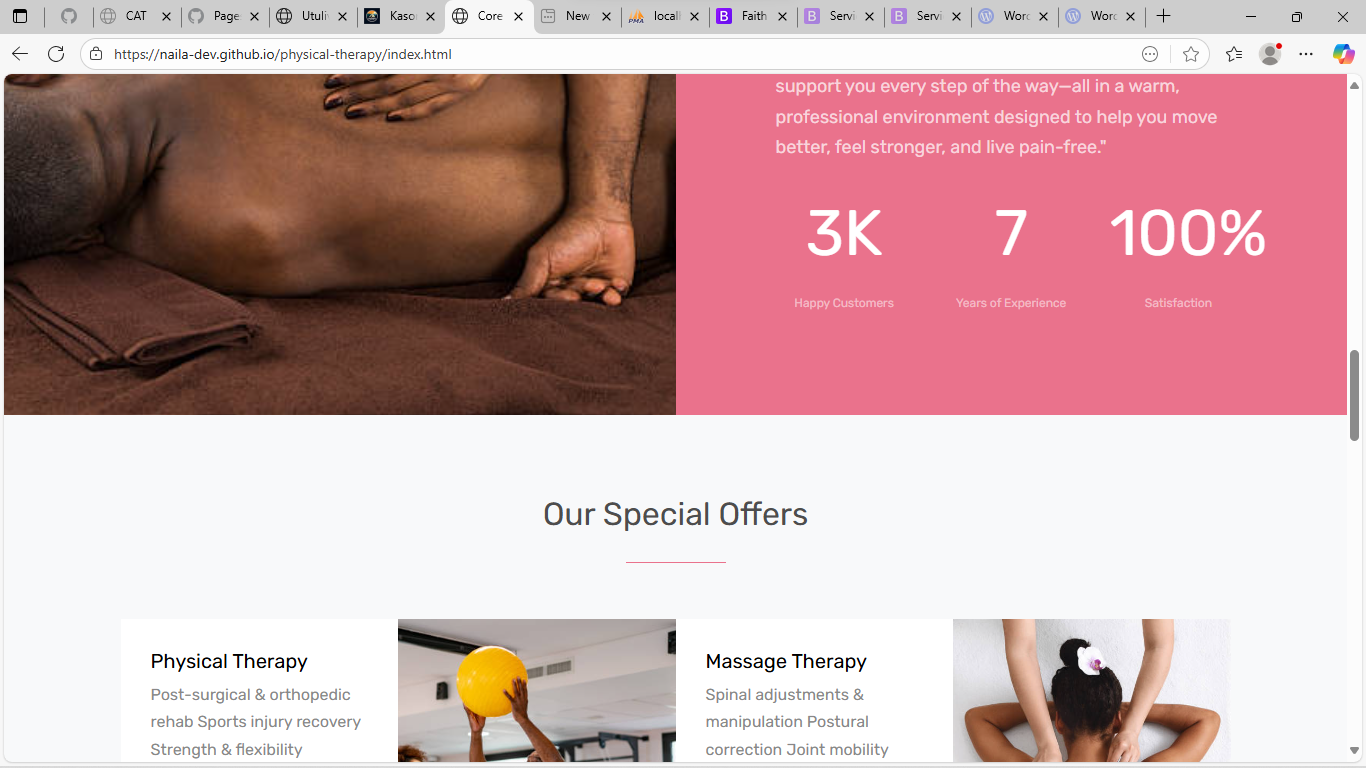 CAT
Page
Utuliv
Kasor
Core
New
locall
Faith
Servi
Servi
Word
Word
https://naila-dev.github.io/physical-therapy/index.html
support you every step of the way—all in a warm,
professional environment designed to help you move
better, feel stronger, and live pain-free."
3K
7
100%
Happy Customers
Years of Experience
Satisfaction
Our Special Offers
Physical Therapy
Post-surgical & orthopedic
rehab Sports injury recovery
Strength & flexibility
Massage Therapy
Spinal adjustments &
manipulation Postural
correction Joint mobility